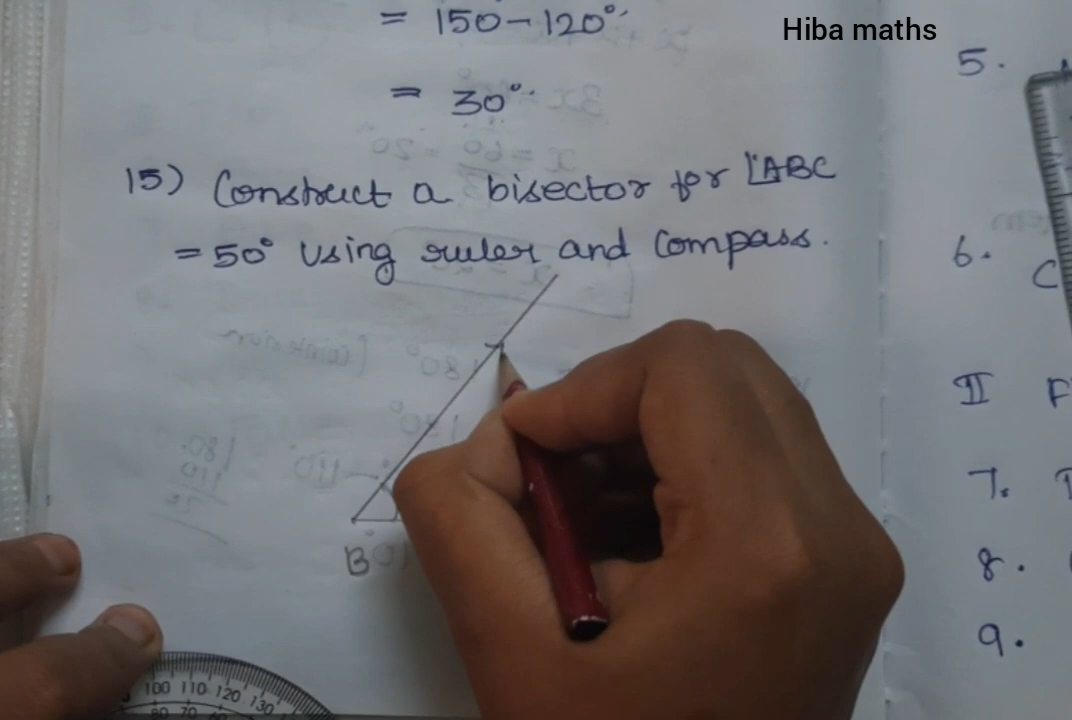 = 150 - 120°
Hiba maths
= 30°
15) Construct a bisector for ∠ABC
= 50° using ruler and compass.
B
5.
6.
C
II F
7.
8.
9.
100 110 120 130